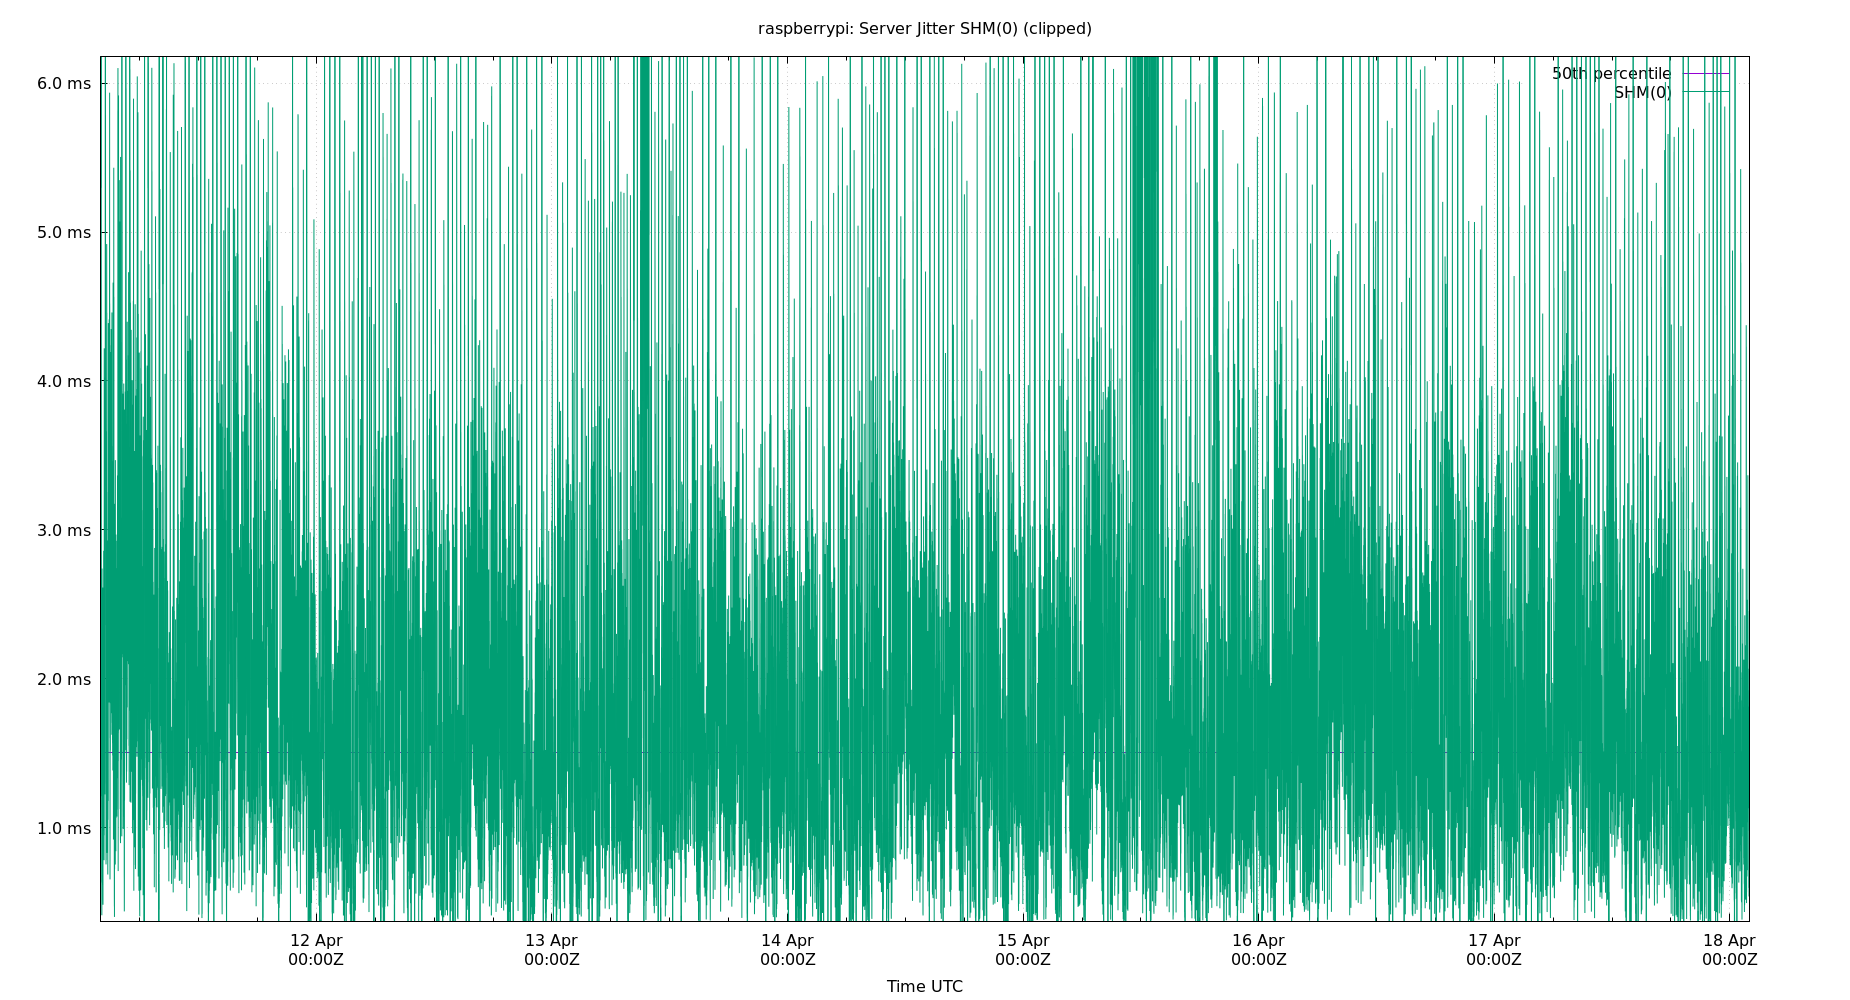 raspberrypi: Server Jitter SHM(0) (clipped)
50th percentile
SHM(0)
6.0 ms
5.0 ms
4.0 ms
3.0 ms
2.0 ms
1.0 ms
12 Apr 13 Apr 14 Apr 15 Apr 16 Apr 17 Apr 18 Apr
00:00Z 00:00Z 00:00Z 00:00Z 00:00Z 00:00Z 00:00Z
Time UTC